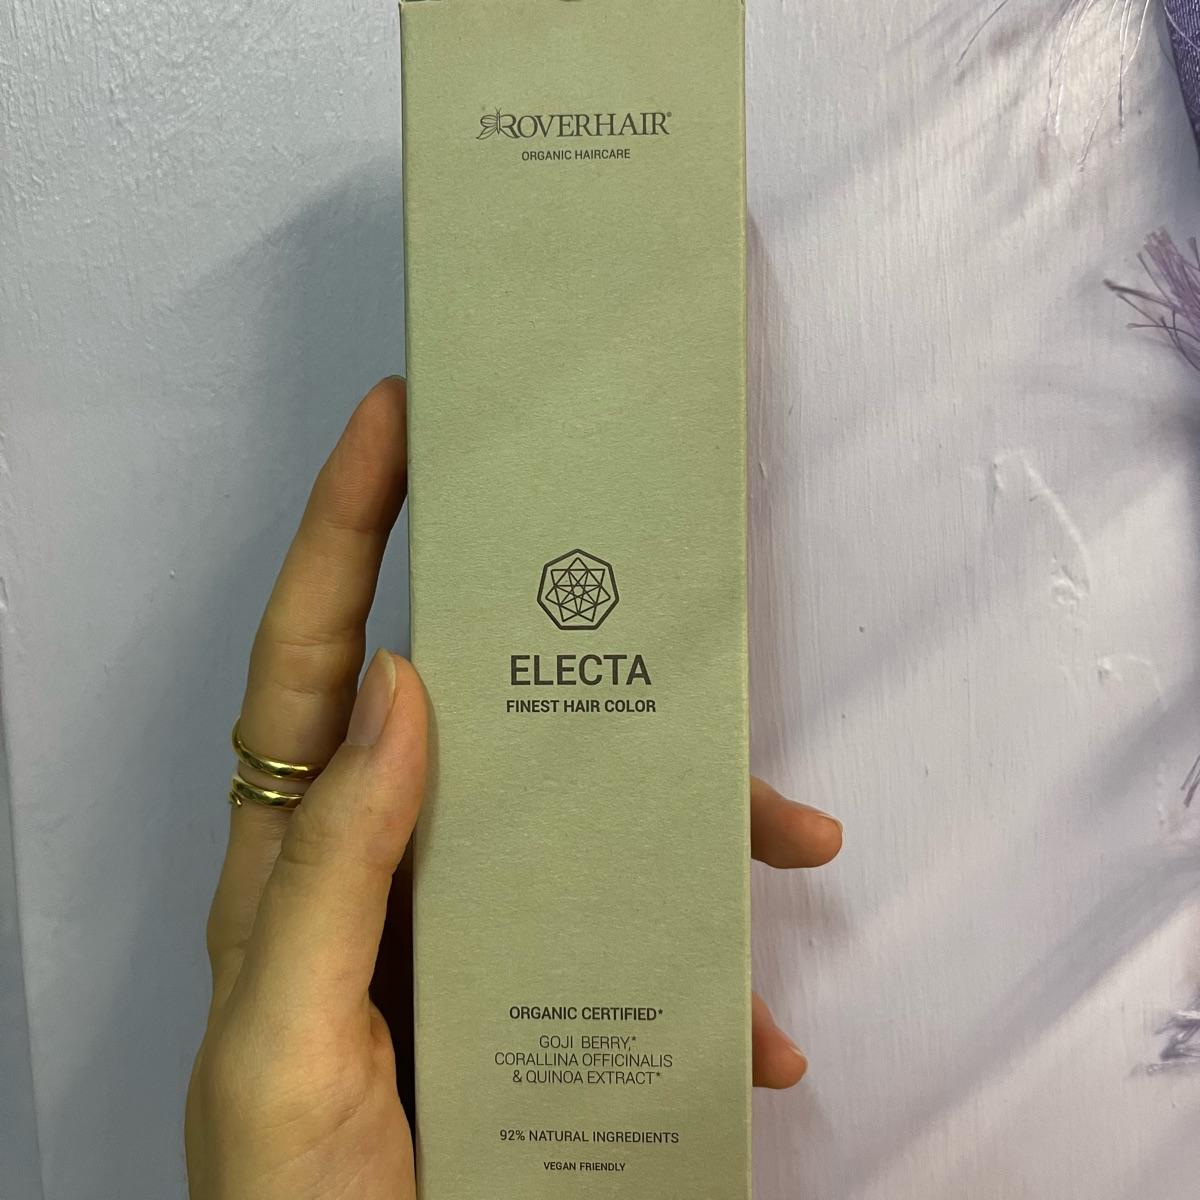 ROVERHAIR®
ORGANIC HAIRCARE
ELECTA
FINEST HAIR COLOR
ORGANIC CERTIFIED*
GOJI BERRY,*
CORALLINA OFFICINALIS
& QUINOA EXTRACT*
92% NATURAL INGREDIENTS
VEGAN FRIENDLY